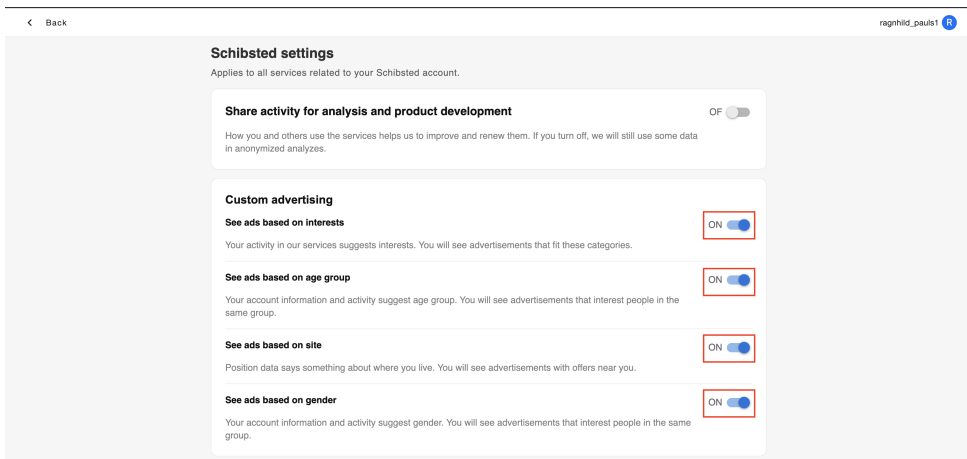 Back
ragnhild_pauls1 R
Schibsted settings
Applies to all services related to your Schibsted account.
Share activity for analysis and product development
OF
How you and others use the services helps us to improve and renew them. If you turn off, we will still use some data
in anonymized analyzes.
Custom advertising
See ads based on interests
ON
Your activity in our services suggests interests. You will see advertisements that fit these categories.
See ads based on age group
ON
Your account information and activity suggest age group. You will see advertisements that interest people in the
same group.
See ads based on site
ON
Position data says something about where you live. You will see advertisements with offers near you.
See ads based on gender
ON
Your account information and activity suggest gender. You will see advertisements that interest people in the same
group.